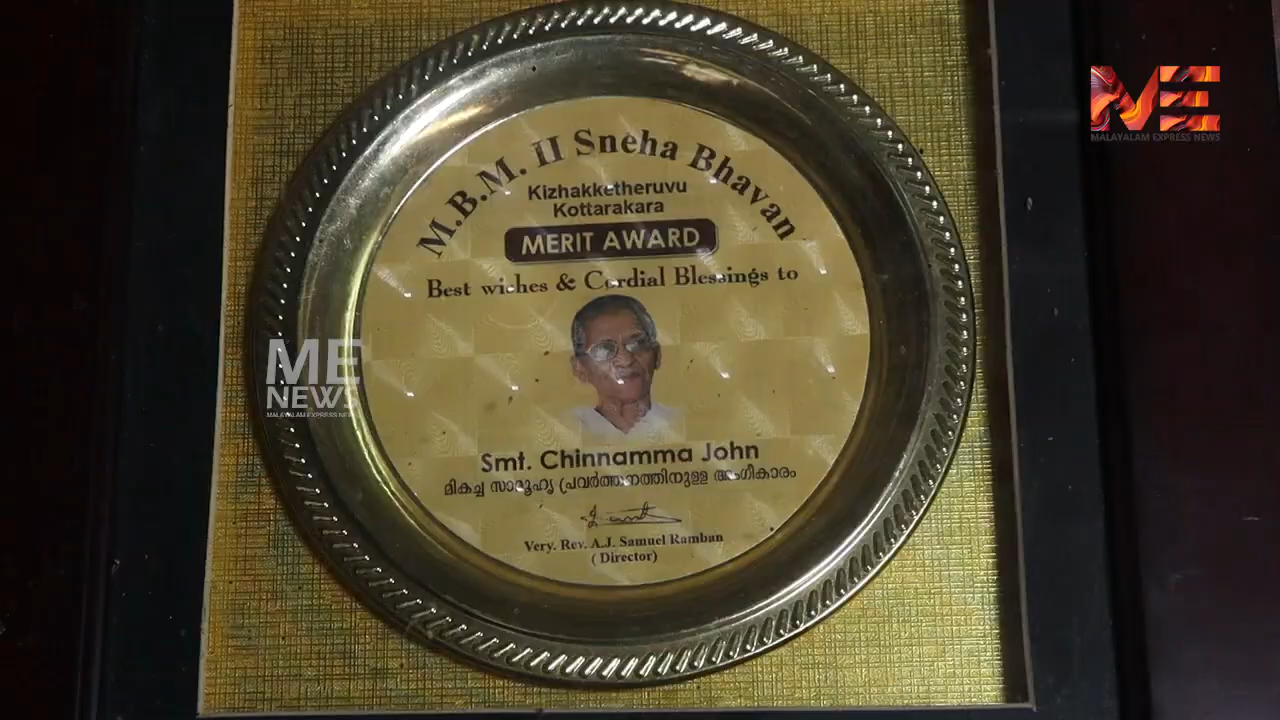 ME
MALAYALAM EXPRESS NEWS
M.B.M. II Sneha Bhavan
Kizhakketheruvu
Kottarakara
MERIT AWARD
Best wishes & Cordial Blessings to
ME
NEWS
MALAYALAM EXPRESS NEWS
Smt. Chinnamma John
മികച്ച സാമൂഹ്യ പ്രവർത്തനത്തിനുള്ള അംഗീകാരം
Very. Rev. A.J. Samuel Ramban
( Director)